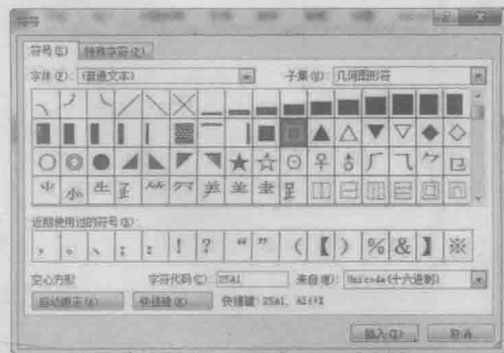 符号
符号(S) 特殊字符(P)
字体(F): (普通文本) 子集(U): 几何图形符
╱ ╲ ╳ ▁ ▂ ▃ ▄ ▅ ▆ ▇ █
■ □ ▲ △ ▼ ▽ ◆ ◇
○ ◎ ● ◢ ◣ ◤ ◥ ★ ☆ ⊙ ♀ ♂
近期使用过的符号(R):
, 。 、 ; : ! ? “ ” ( 【 ) % & 】 ※
空心方形 字符代码(C): 25A1 来自(M): Unicode(十六进制)
自动更正(A) 快捷键(K) 快捷键: 25A1, Alt+X
插入(I) 取消